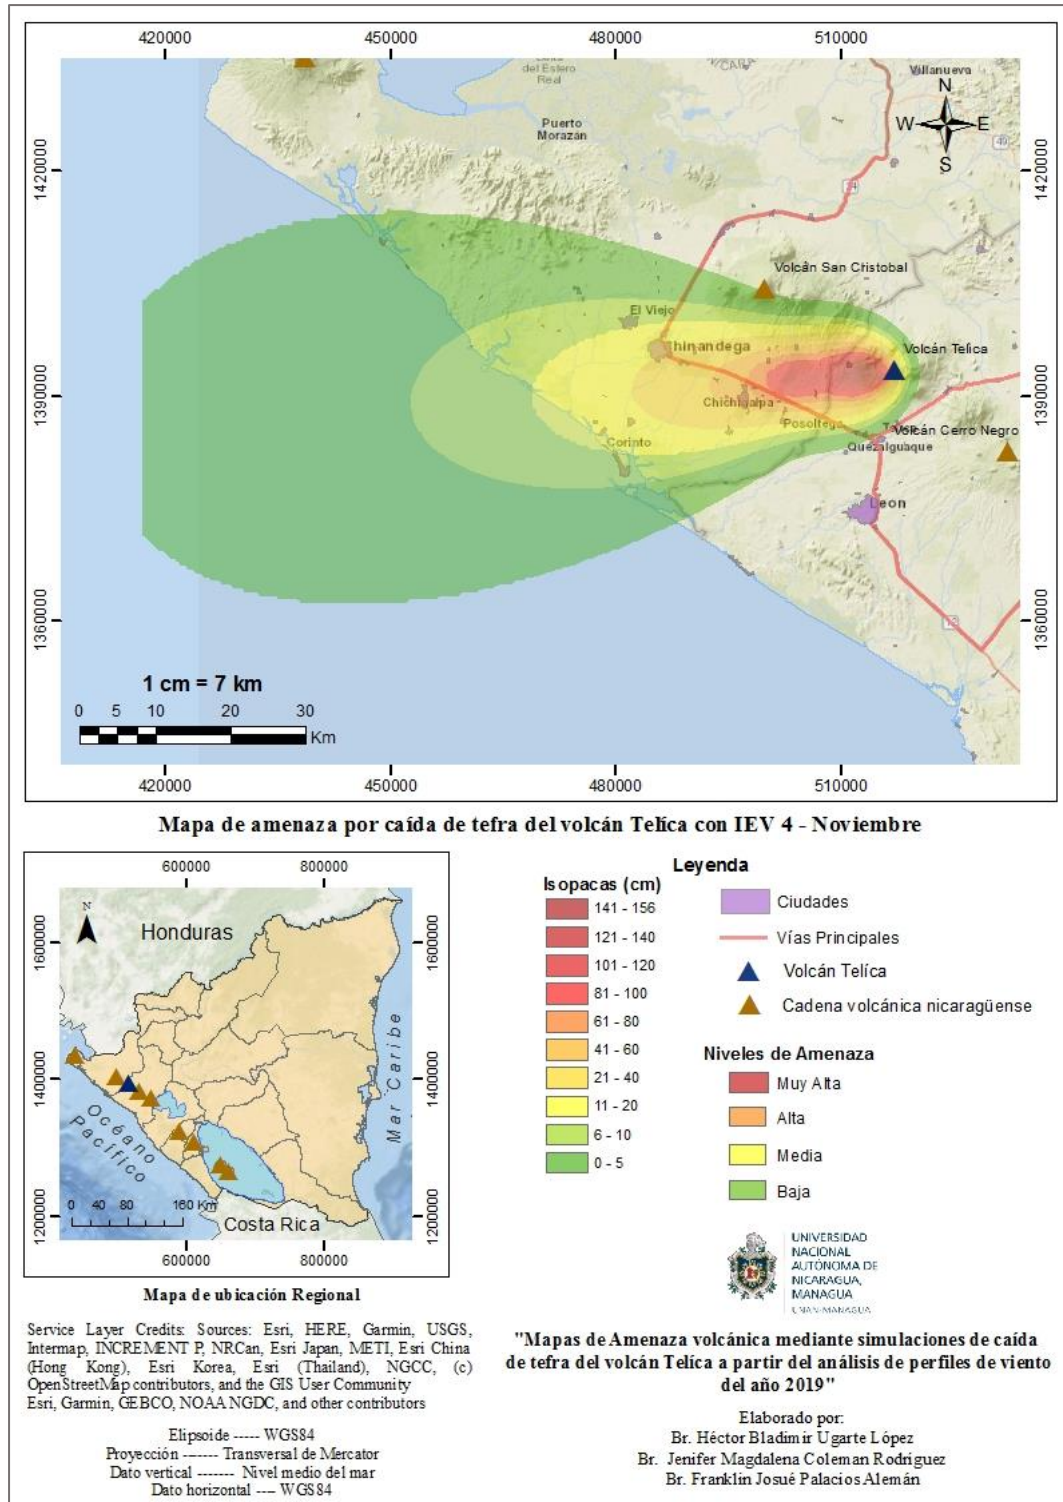 420000 450000 480000 510000
del Estero
Real
Villanueva
Puerto
Morazán
N
W E
S
49
24
1420000 1420000
Volcán San Cristobal
El Viejo
Chinandega
Volcán Telíca
1390000 1390000
Chichigalpa
Posoltega
Volcán Cerro Negro
Quezalguaque
Corinto
Leon
1360000 1360000
12
1 cm = 7 km
0 5 10 20 30
Km
420000 450000 480000 510000
Mapa de amenaza por caída de tefra del volcán Telíca con IEV 4 - Noviembre
600000 800000
N
Honduras
1600000 1600000
1400000 1400000
1200000 1200000
Mar Caribe
Océano
Pacífico
0 40 80 160 Km
Costa Rica
600000 800000
Mapa de ubicación Regional
Leyenda
Isopacas (cm)
141 - 156
121 - 140
101 - 120
81 - 100
61 - 80
41 - 60
21 - 40
11 - 20
6 - 10
0 - 5
Ciudades
Vías Principales
Volcán Telíca
Cadena volcánica nicaragüense
Niveles de Amenaza
Muy Alta
Alta
Media
Baja
UNIVERSIDAD
NACIONAL
AUTÓNOMA DE
NICARAGUA,
MANAGUA
UNAN-MANAGUA
Service Layer Credits: Sources: Esri, HERE, Garmin, USGS,
Intermap, INCREMENT P, NRCan, Esri Japan, METI, Esri China
(Hong Kong), Esri Korea, Esri (Thailand), NGCC, (c)
OpenStreetMap contributors, and the GIS User Community
Esri, Garmin, GEBCO, NOAA NGDC, and other contributors
Elipsoide ----- WGS84
Proyección ------- Transversal de Mercator
Dato vertical ------- Nivel medio del mar
Dato horizontal ---- WGS84
"Mapas de Amenaza volcánica mediante simulaciones de caída
de tefra del volcán Telíca a partir del análisis de perfiles de viento
del año 2019"
Elaborado por:
Br. Héctor Bladimir Ugarte López
Br. Jenifer Magdalena Coleman Rodríguez
Br. Franklin Josué Palacios Alemán